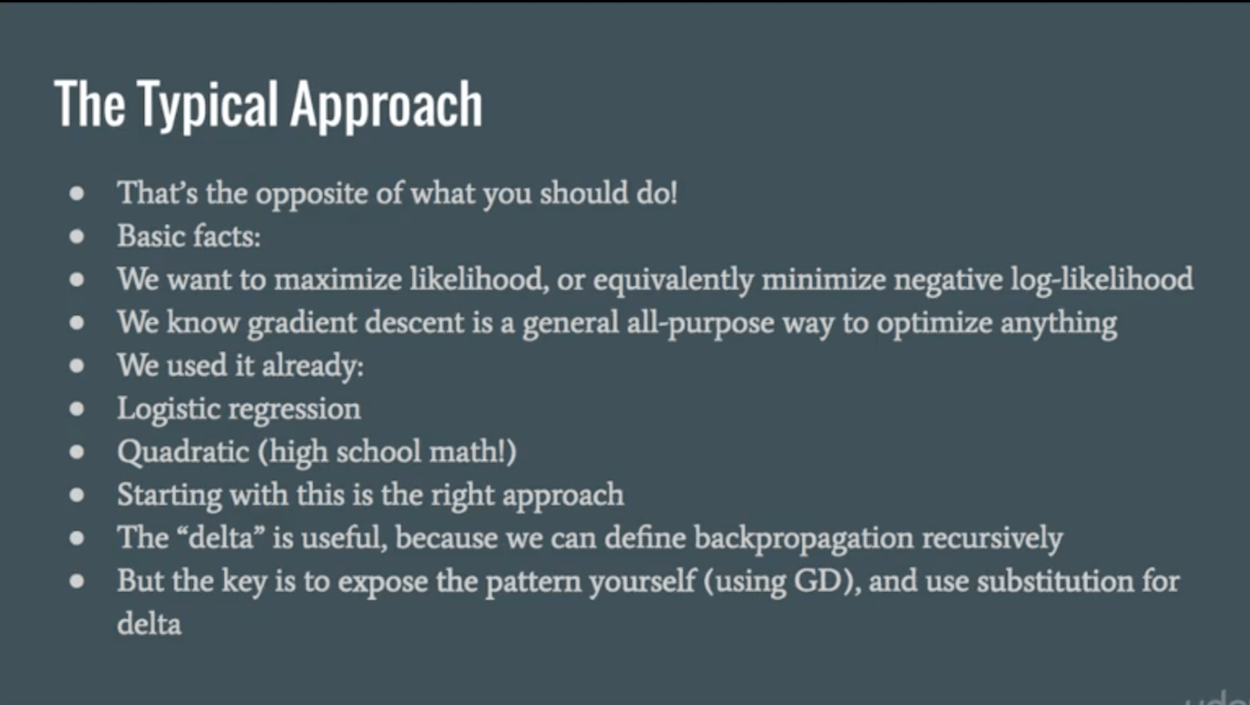 The Typical Approach
● That's the opposite of what you should do!
● Basic facts:
● We want to maximize likelihood, or equivalently minimize negative log-likelihood
● We know gradient descent is a general all-purpose way to optimize anything
● We used it already:
● Logistic regression
● Quadratic (high school math!)
● Starting with this is the right approach
● The “delta” is useful, because we can define backpropagation recursively
● But the key is to expose the pattern yourself (using GD), and use substitution for
delta